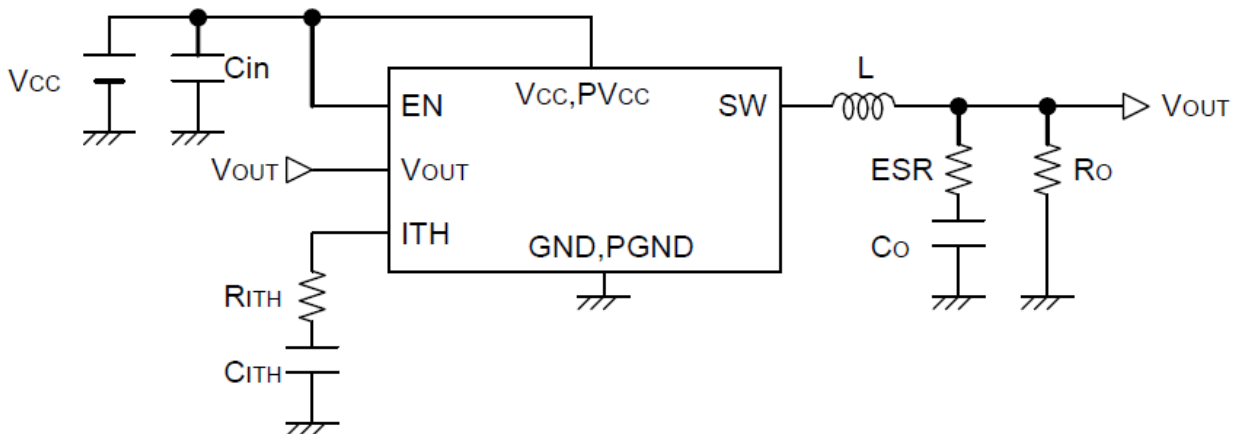 VCC
Cin
EN
VCC,PVCC
SW
L
VOUT
VOUT
VOUT
ESR
RO
ITH
GND,PGND
CO
RITH
CITH